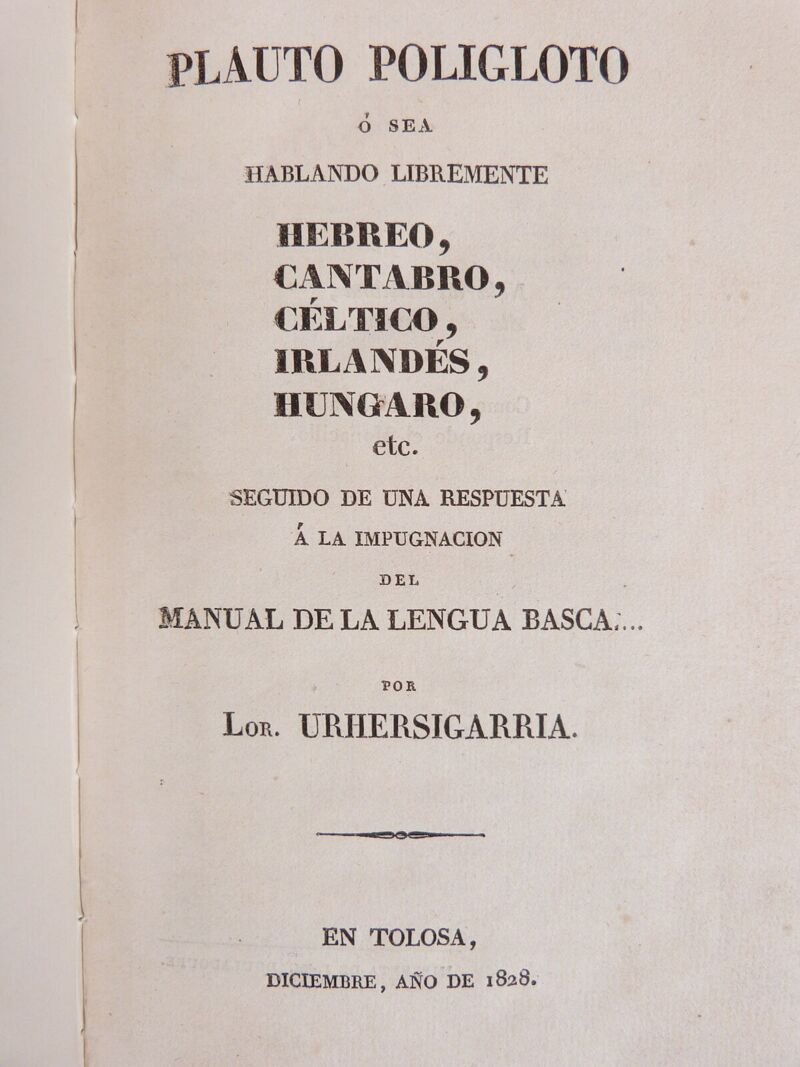 PLAUTO POLIGLOTO
Ó SEA
HABLANDO LIBREMENTE
HEBREO,
CANTABRO,
CÉLTICO,
IRLANDÉS,
HUNGARO,
etc.
SEGUIDO DE UNA RESPUESTA
Á LA IMPUGNACION
DEL
MANUAL DE LA LENGUA BASCA....
POR
LOR. URHERSIGARRIA.
EN TOLOSA,
DICIEMBRE, AÑO DE 1828.